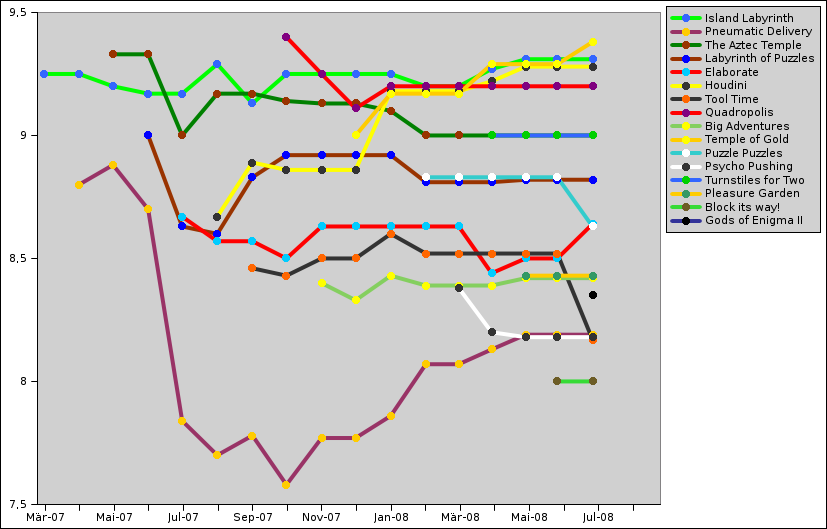 9,5
9
8,5
8
7,5
Mär-07 Mai-07 Jul-07 Sep-07 Nov-07 Jan-08 Mär-08 Mai-08 Jul-08
Island Labyrinth
Pneumatic Delivery
The Aztec Temple
Labyrinth of Puzzles
Elaborate
Houdini
Tool Time
Quadropolis
Big Adventures
Temple of Gold
Puzzle Puzzles
Psycho Pushing
Turnstiles for Two
Pleasure Garden
Block its way!
Gods of Enigma II